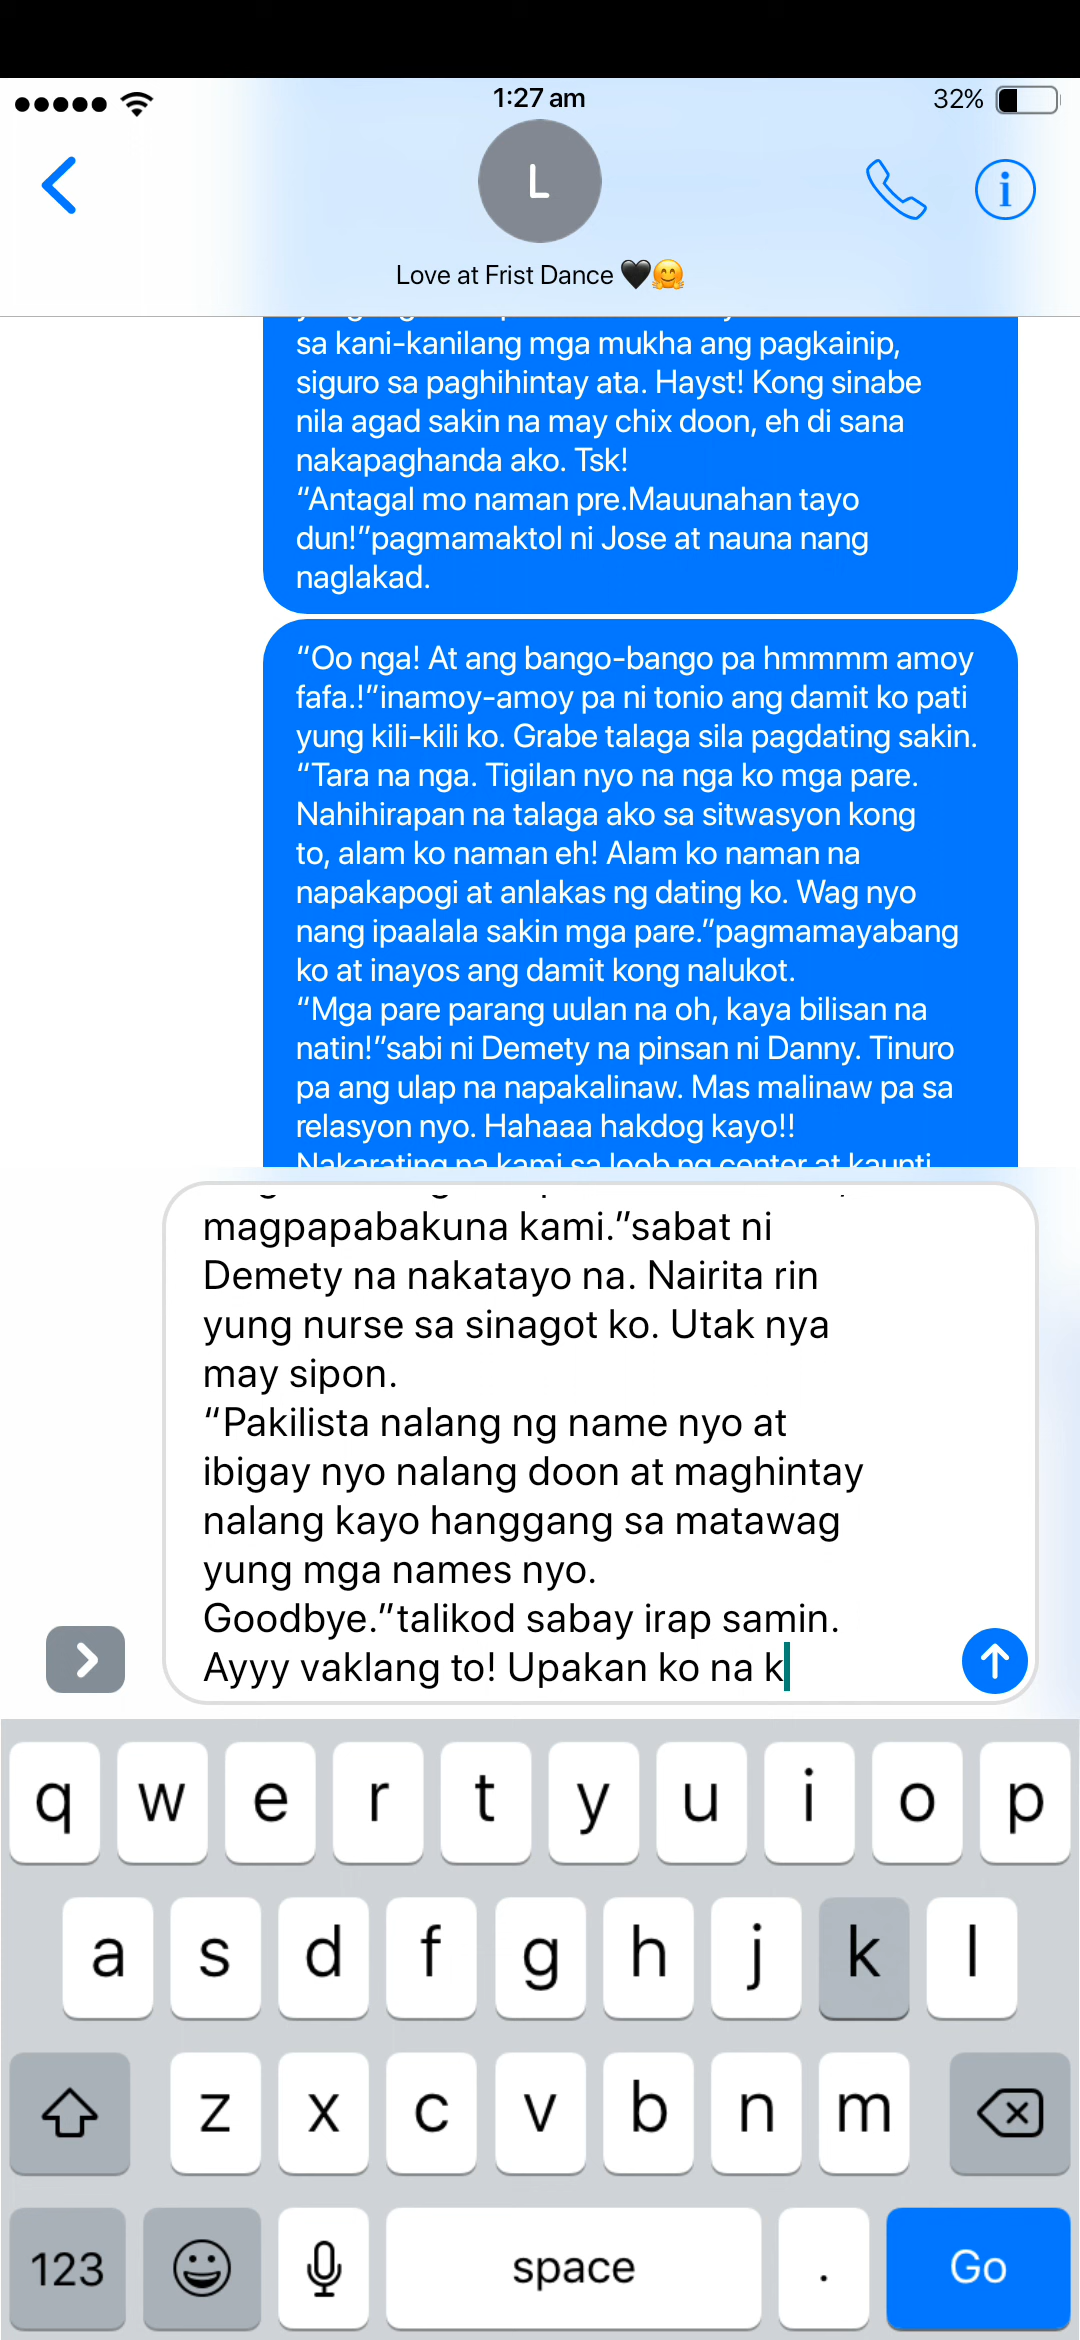 1:27 am
32%
L
Love at Frist Dance 🖤🤗
sa kani-kanilang mga mukha ang pagkainip,
siguro sa paghihintay ata. Hayst! Kong sinabe
nila agad sakin na may chix doon, eh di sana
nakapaghanda ako. Tsk!
“Antagal mo naman pre.Mauunahan tayo
dun!”pagmamaktol ni Jose at nauna nang
naglakad.
“Oo nga! At ang bango-bango pa hmmmm amoy
fafa.!”inamoy-amoy pa ni tonio ang damit ko pati
yung kili-kili ko. Grabe talaga sila pagdating sakin.
“Tara na nga. Tigilan nyo na nga ko mga pare.
Nahihirapan na talaga ako sa sitwasyon kong
to, alam ko naman eh! Alam ko naman na
napakapogi at anlakas ng dating ko. Wag nyo
nang ipaalala sakin mga pare.”pagmamayabang
ko at inayos ang damit kong nalukot.
“Mga pare parang uulan na oh, kaya bilisan na
natin!”sabi ni Demety na pinsan ni Danny. Tinuro
pa ang ulap na napakalinaw. Mas malinaw pa sa
relasyon nyo. Hahaaa hakdog kayo!!
Nakarating na kami sa loob ng center at kaunti
magpapabakuna kami.”sabat ni
Demety na nakatayo na. Nairita rin
yung nurse sa sinagot ko. Utak nya
may sipon.
“Pakilista nalang ng name nyo at
ibigay nyo nalang doon at maghintay
nalang kayo hanggang sa matawag
yung mga names nyo.
Goodbye.”talikod sabay irap samin.
Ayyy vaklang to! Upakan ko na k
q w e r t y u i o p
a s d f g h j k l
z x c v b n m
123 space . Go